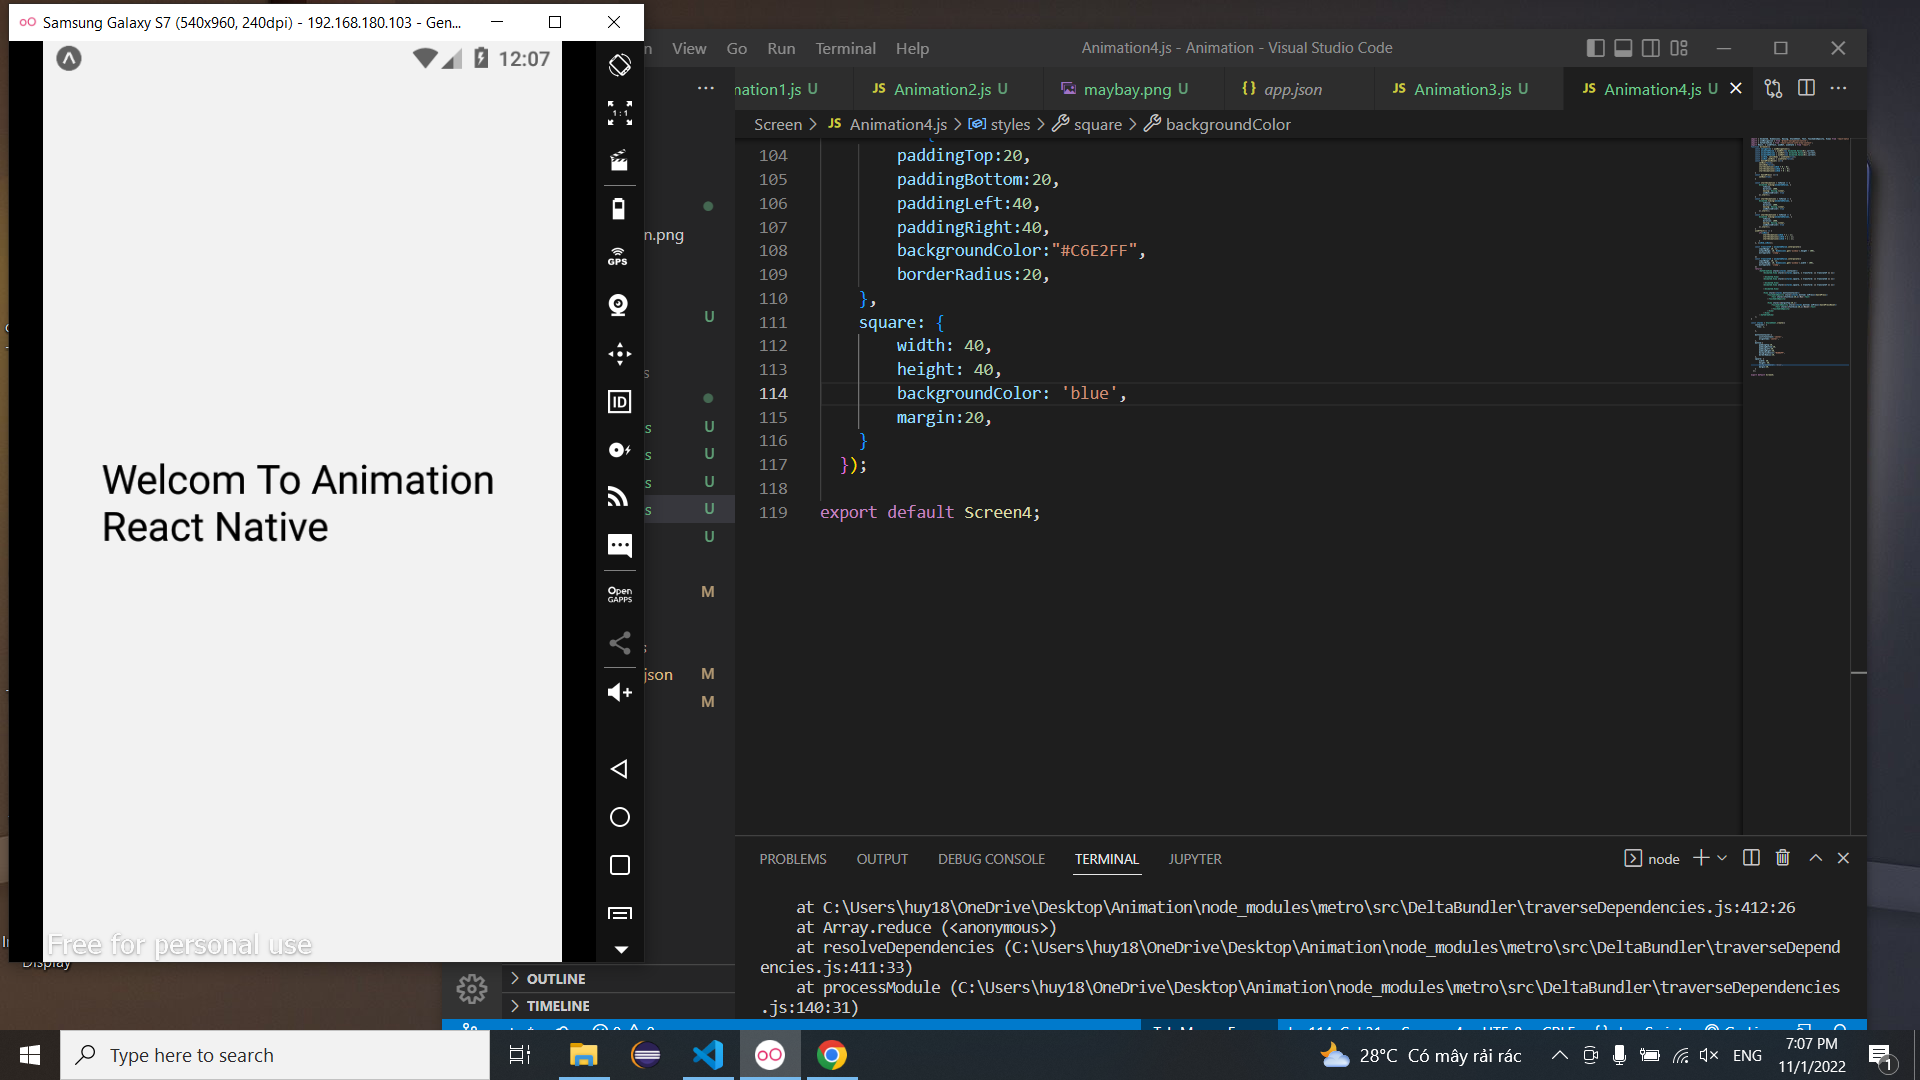 Samsung Galaxy S7 (540x960, 240dpi) - 192.168.180.103 - Gen...
12:07
Welcom To Animation
React Native
Free for personal use
GPS
1:1
ID
Open
GAPPS
View Go Run Terminal Help
Animation4.js - Animation - Visual Studio Code
mation1.js U
JS Animation2.js U
maybay.png U
{} app.json
JS Animation3.js U
JS Animation4.js U
Screen > JS Animation4.js > styles > square > backgroundColor
n.png
U
s
s U
s U
s U
s U
U
M
json M
M
104 paddingTop:20,
105 paddingBottom:20,
106 paddingLeft:40,
107 paddingRight:40,
108 backgroundColor:"#C6E2FF",
109 borderRadius:20,
110 },
111 square: {
112 width: 40,
113 height: 40,
114 backgroundColor: 'blue',
115 margin:20,
116 }
117 });
118
119 export default Screen4;
PROBLEMS OUTPUT DEBUG CONSOLE TERMINAL JUPYTER
node
at C:\Users\huy18\OneDrive\Desktop\Animation\node_modules\metro\src\DeltaBundler\traverseDependencies.js:412:26
at Array.reduce (<anonymous>)
at resolveDependencies (C:\Users\huy18\OneDrive\Desktop\Animation\node_modules\metro\src\DeltaBundler\traverseDepend
encies.js:411:33)
at processModule (C:\Users\huy18\OneDrive\Desktop\Animation\node_modules\metro\src\DeltaBundler\traverseDependencies
.js:140:31)
Display
OUTLINE
TIMELINE
Type here to search
28°C Có mây rải rác
ENG
7:07 PM
11/1/2022
1